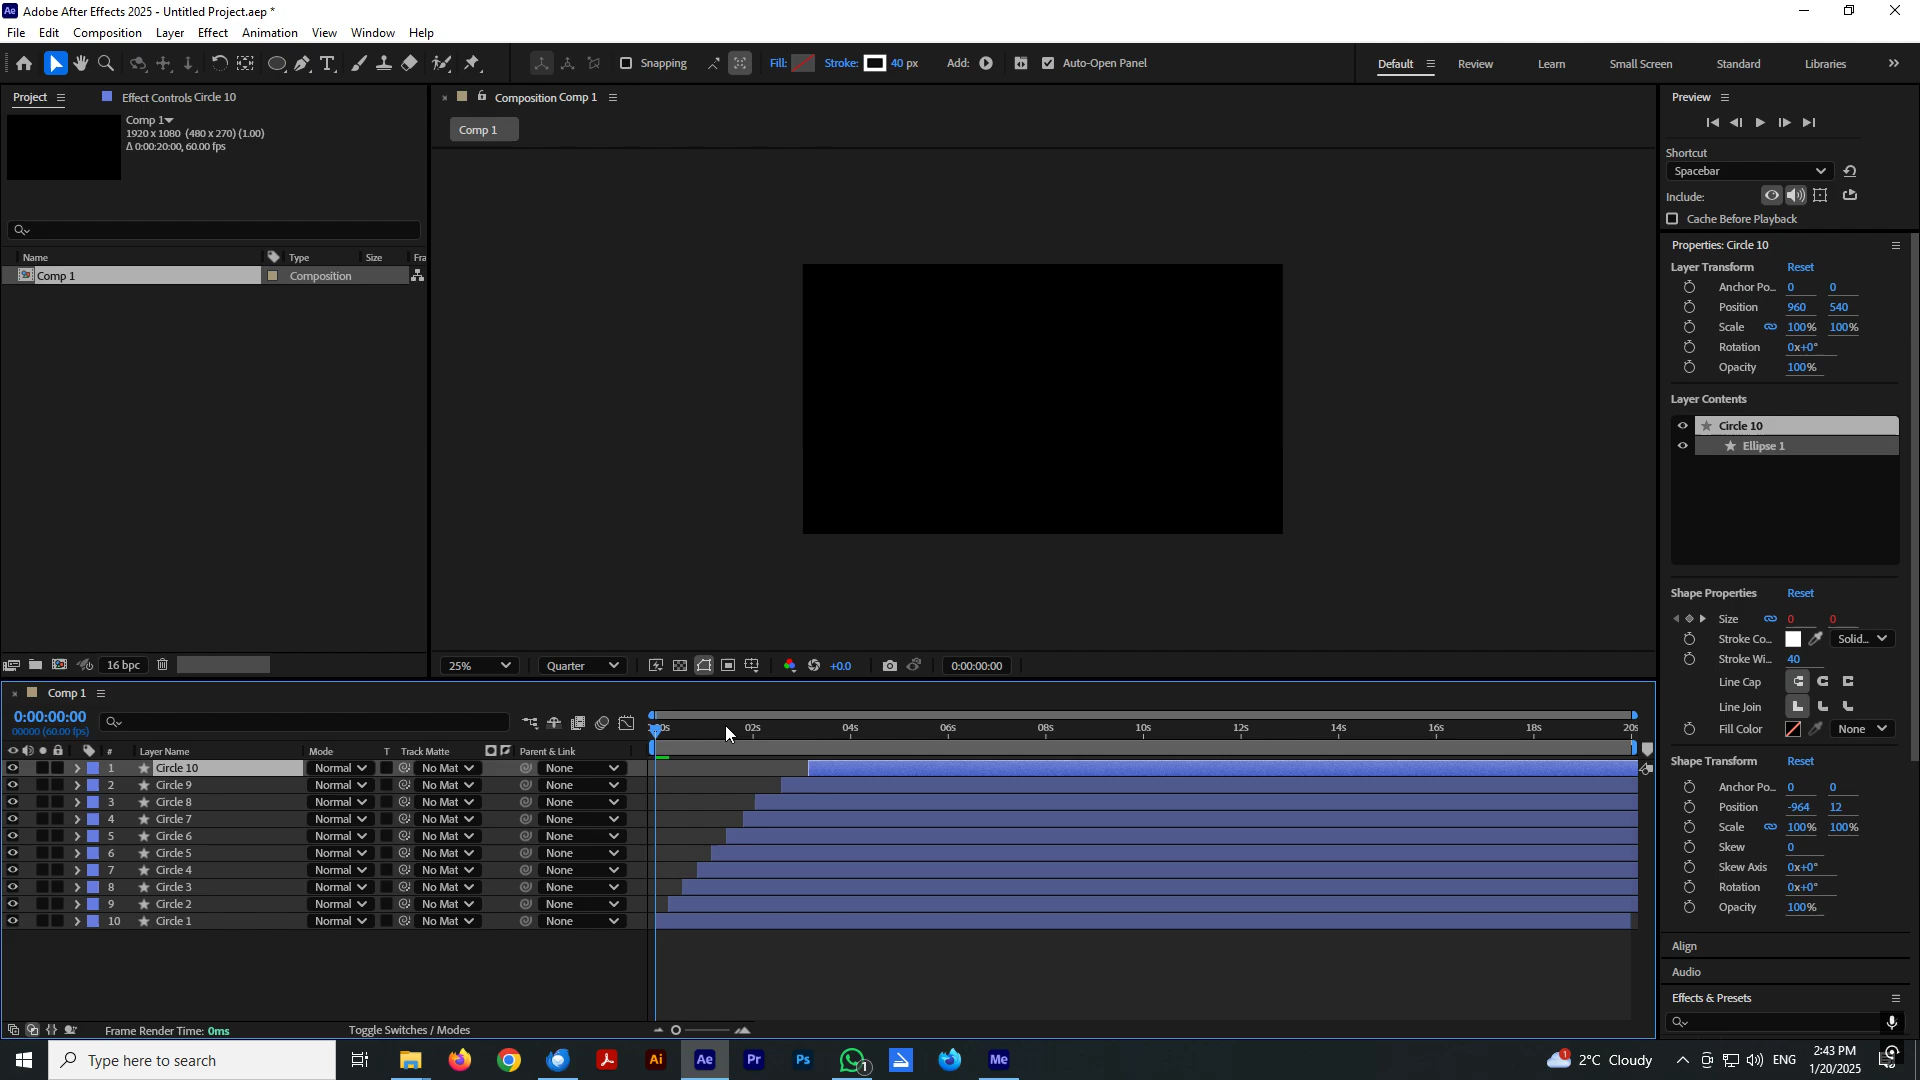 Adobe After Effects 2025 - Untitled Project.aep *
File Edit Composition Layer Effect Animation View Window Help
Snapping Fill: Stroke: 40 px Add: Auto-Open Panel Default Review Learn Small Screen Standard Libraries
Project Effect Controls Circle 10
Comp 1
1920 x 1080 (480 x 270) (1.00)
Δ 0:00:20:00, 60.00 fps
Name Type Size Fra
Comp 1 Composition
16 bpc
Composition Comp 1
Comp 1
25% Quarter +0.0 0:00:00:00
Preview
Shortcut
Spacebar
Include:
Cache Before Playback
Properties: Circle 10
Layer Transform Reset
Anchor Po... 0 0
Position 960 540
Scale 100% 100%
Rotation 0x+0°
Opacity 100%
Layer Contents
Circle 10
Ellipse 1
Shape Properties Reset
Size 0 0
Stroke Co... Solid...
Stroke Wi... 40
Line Cap
Line Join
Fill Color None
Shape Transform Reset
Anchor Po... 0 0
Position -964 12
Scale 100% 100%
Skew 0
Skew Axis 0x+0°
Rotation 0x+0°
Opacity 100%
Align
Audio
Effects & Presets
Comp 1
0:00:00:00
00000 (60.00 fps)
02s 04s 06s 08s 10s 12s 14s 16s 18s 20s
# Layer Name Mode T Track Matte Parent & Link
1 Circle 10 Normal No Mat None
2 Circle 9 Normal No Mat None
3 Circle 8 Normal No Mat None
4 Circle 7 Normal No Mat None
5 Circle 6 Normal No Mat None
6 Circle 5 Normal No Mat None
7 Circle 4 Normal No Mat None
8 Circle 3 Normal No Mat None
9 Circle 2 Normal No Mat None
10 Circle 1 Normal No Mat None
Frame Render Time: 0ms Toggle Switches / Modes
Type here to search
Ai Ae Pr Ps 1 Me
1 2°C Cloudy ENG 2:43 PM
1/20/2025